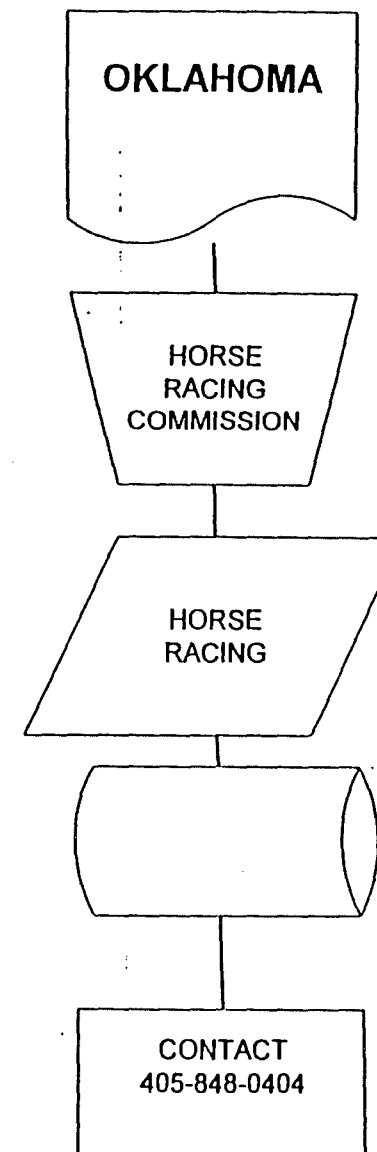 OKLAHOMA
HORSE
RACING
COMMISSION
HORSE
RACING
CONTACT
405-848-0404